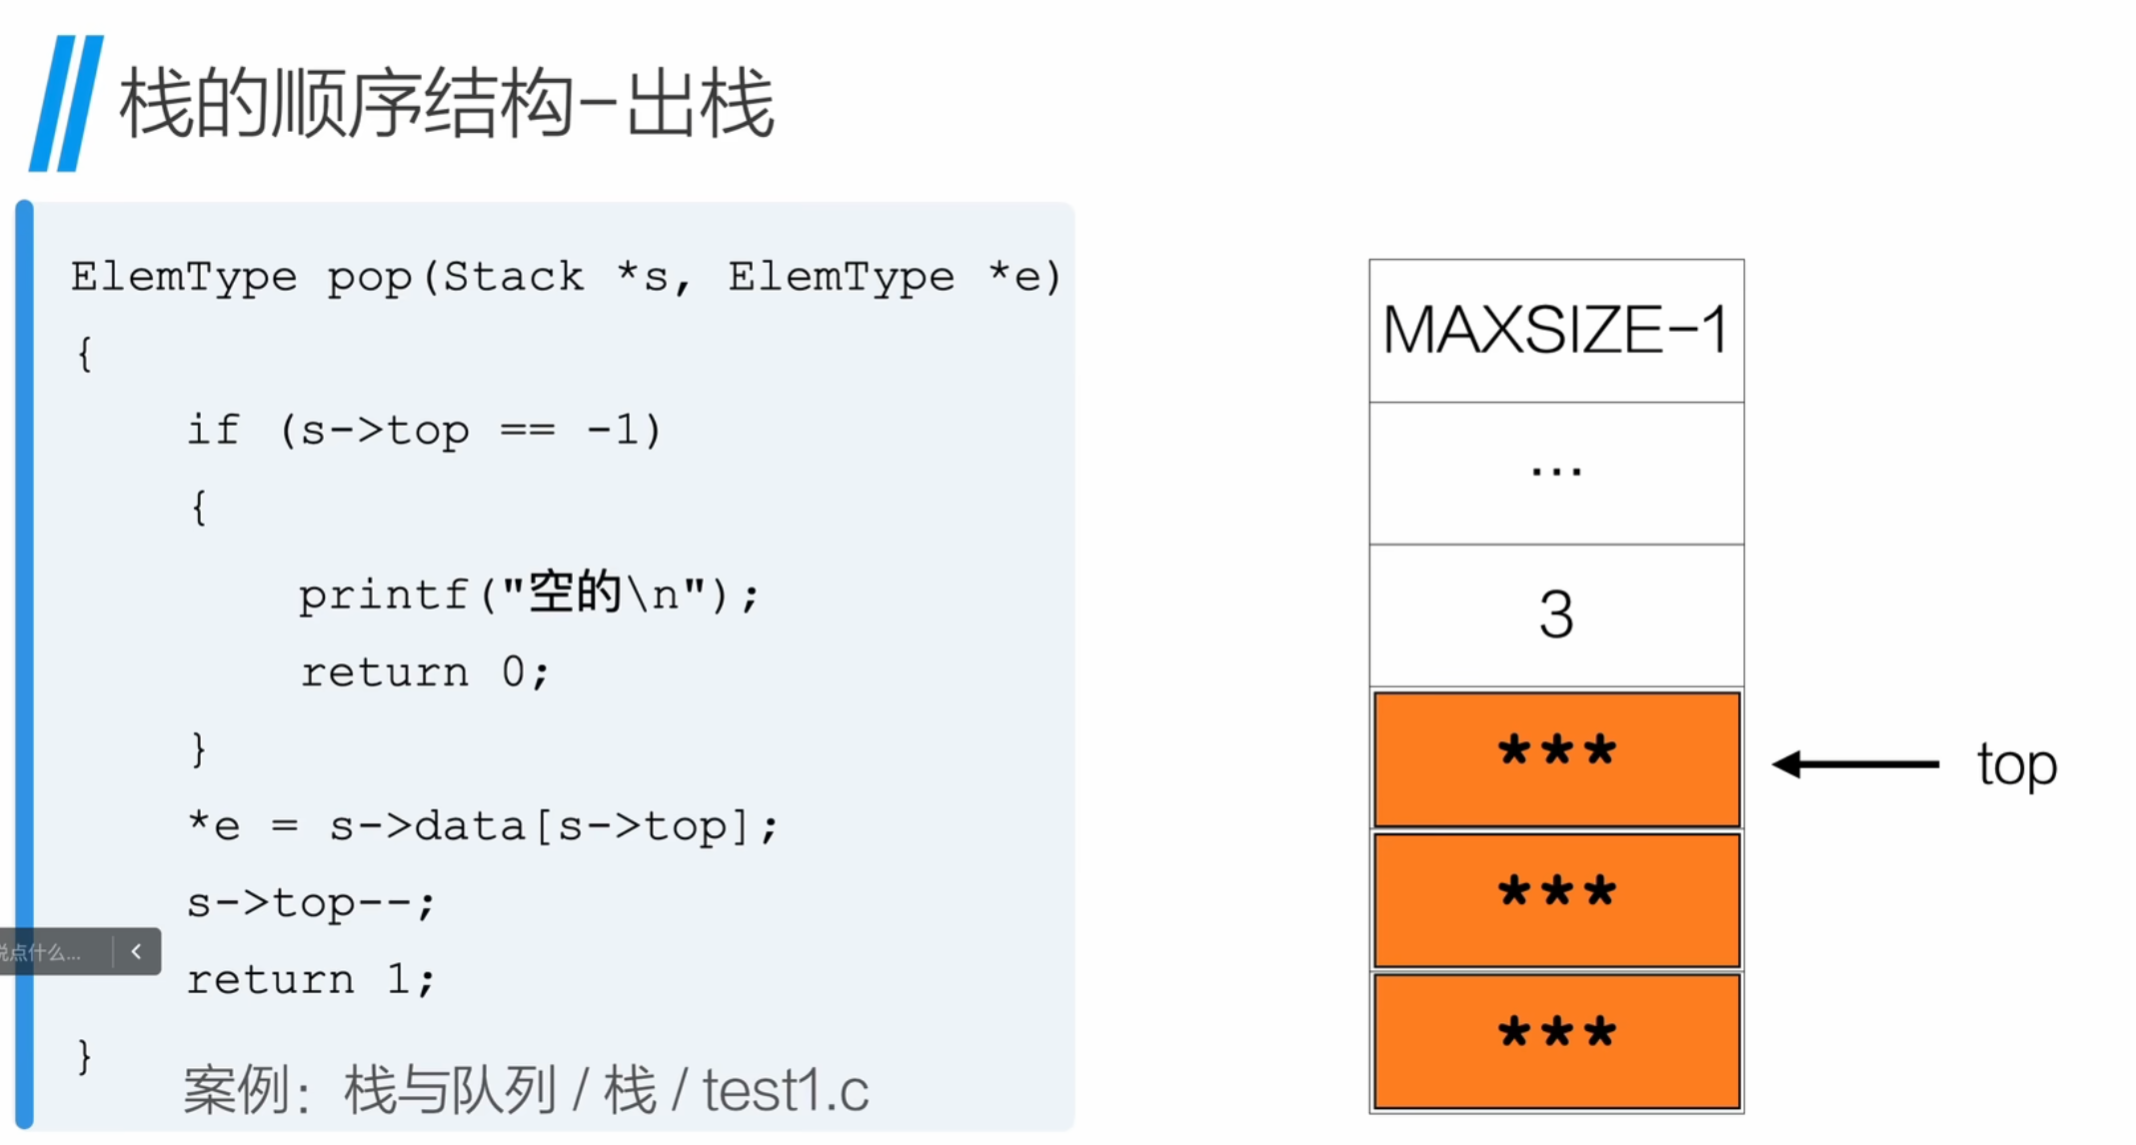 栈的顺序结构-出栈
ElemType pop(Stack *s, ElemType *e)
{
if (s->top == -1)
{
printf("空的\n");
return 0;
}
*e = s->data[s->top];
s->top--;
return 1;
}
案例：栈与队列 / 栈 / test1.c
说点什么...
MAXSIZE-1
...
3
***
top
***
***